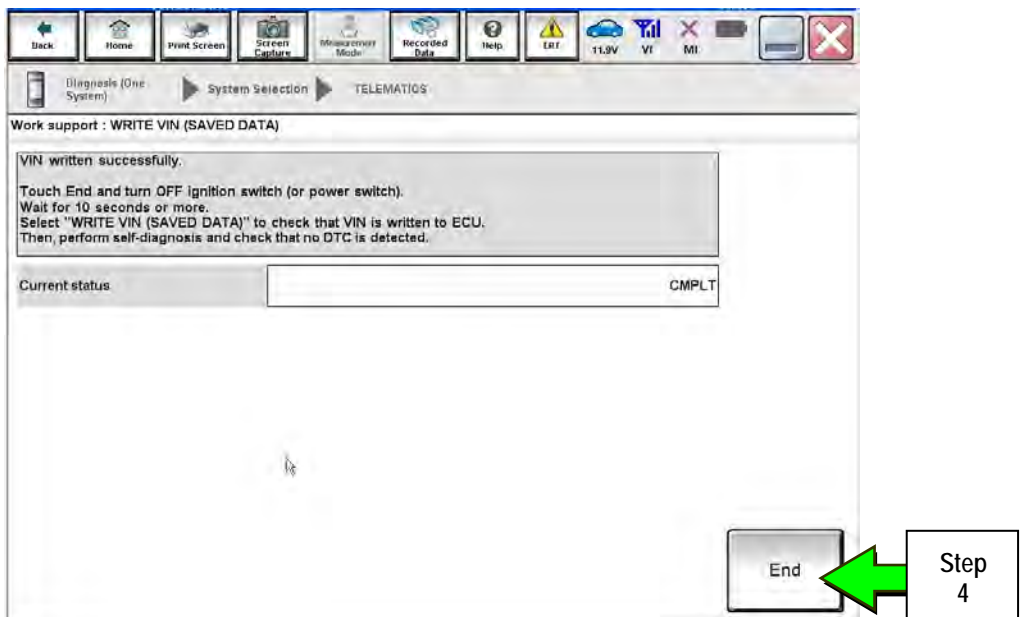 Back
Home
Print Screen
Screen Capture
Measurement Mode
Recorded Data
Help
ERT
11.9V
VI
MI
Diagnosis (One System)
System Selection
TELEMATICS
Work support : WRITE VIN (SAVED DATA)
VIN written successfully.
Touch End and turn OFF ignition switch (or power switch).
Wait for 10 seconds or more.
Select "WRITE VIN (SAVED DATA)" to check that VIN is written to ECU.
Then, perform self-diagnosis and check that no DTC is detected.
Current status
CMPLT
End
Step
4